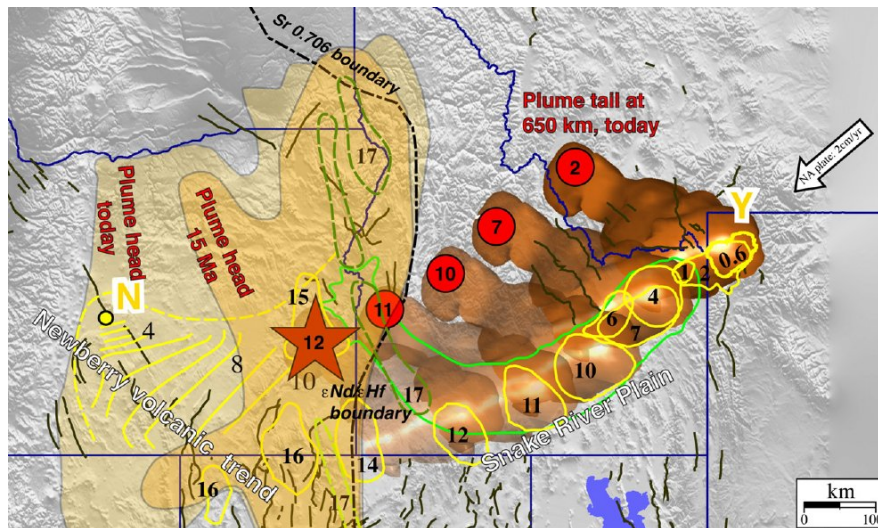 Sr 0.706 boundary
Plume tail at
650 km, today
NA plate: 2cm/yr
2
17
Plume head
today
Plume head
15 Ma
7
Y
0.6
2
1
10
N
15
11
4
4
6
7
12
8
10
10
εNd/εHf
boundary
17
11
Newberry volcanic trend
12
Snake River Plain
16
14
16
17
km
100